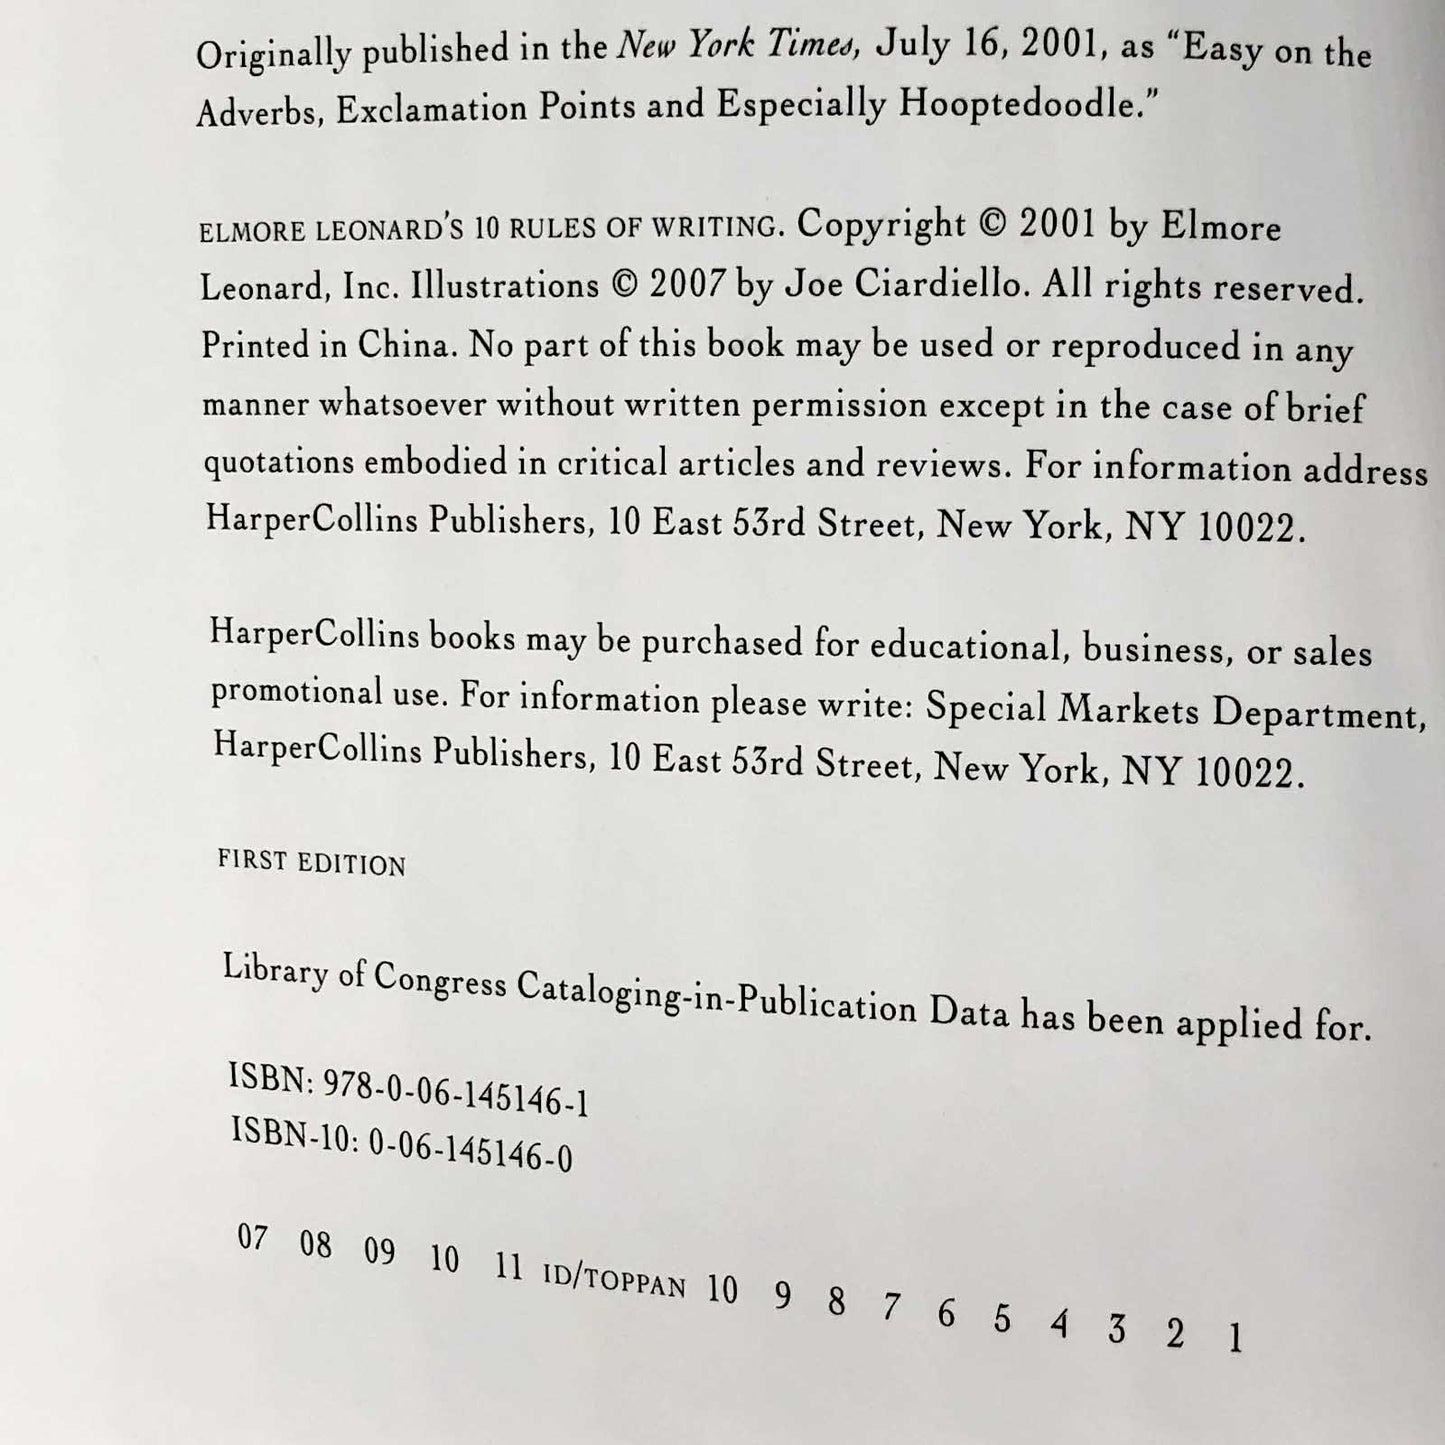 Originally published in the New York Times, July 16, 2001, as “Easy on the
Adverbs, Exclamation Points and Especially Hooptedoodle.”
ELMORE LEONARD’S 10 RULES OF WRITING. Copyright © 2001 by Elmore
Leonard, Inc. Illustrations © 2007 by Joe Ciardiello. All rights reserved.
Printed in China. No part of this book may be used or reproduced in any
manner whatsoever without written permission except in the case of brief
quotations embodied in critical articles and reviews. For information address
HarperCollins Publishers, 10 East 53rd Street, New York, NY 10022.
HarperCollins books may be purchased for educational, business, or sales
promotional use. For information please write: Special Markets Department,
HarperCollins Publishers, 10 East 53rd Street, New York, NY 10022.
FIRST EDITION
Library of Congress Cataloging-in-Publication Data has been applied for.
ISBN: 978-0-06-145146-1
ISBN-10: 0-06-145146-0
07 08 09 10 11 ID/TOPPAN 10 9 8 7 6 5 4 3 2 1